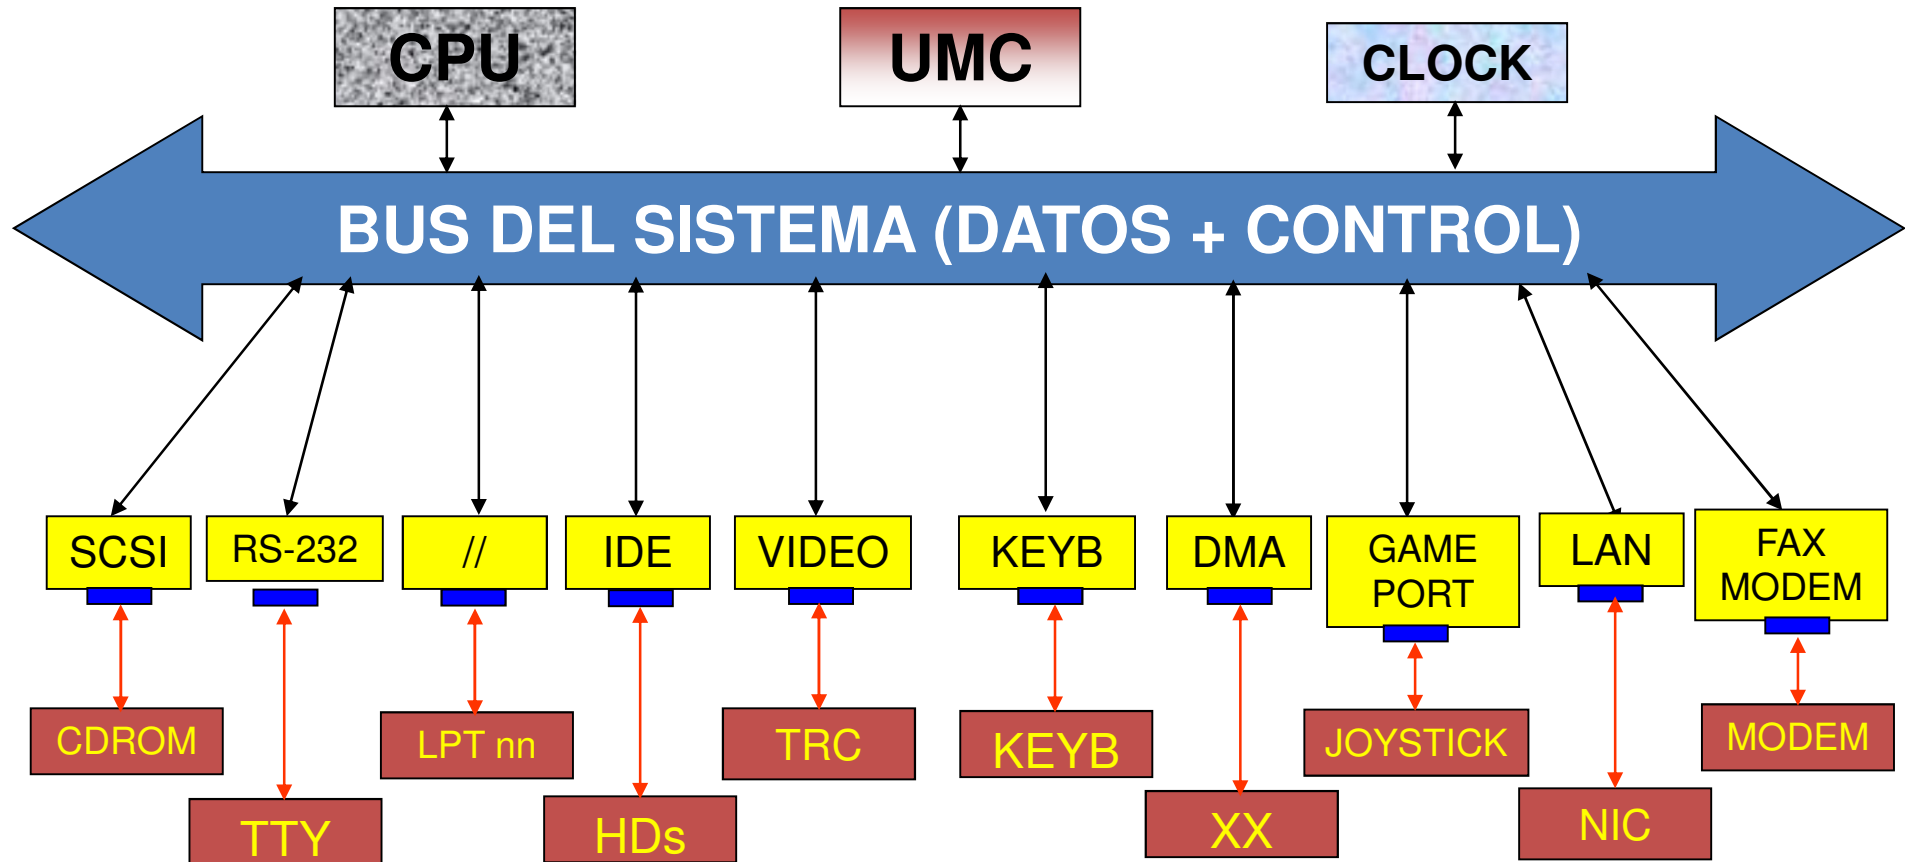 CPU
UMC
CLOCK
BUS DEL SISTEMA (DATOS + CONTROL)
SCSI
RS-232
//
IDE
VIDEO
KEYB
DMA
GAME
PORT
LAN
FAX
MODEM
CDROM
TTY
LPT nn
HDs
TRC
KEYB
XX
JOYSTICK
NIC
MODEM